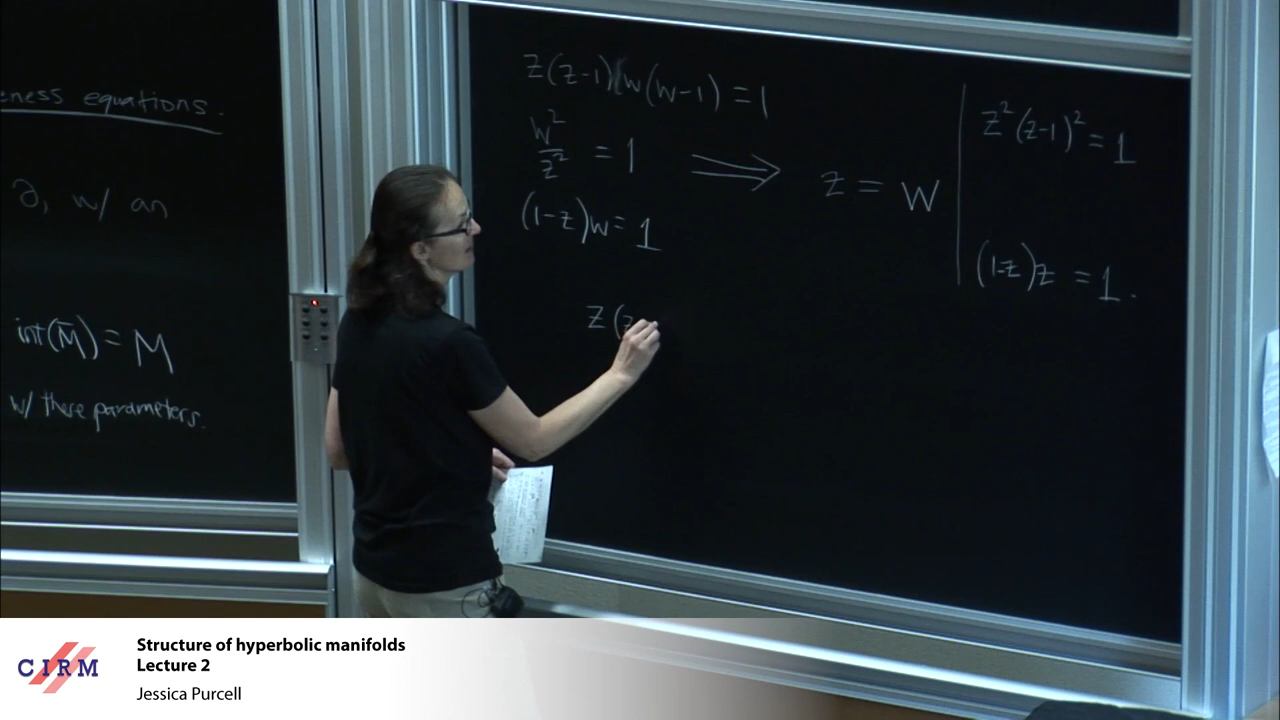 eness equations.
∂, w/ an
int(M̄) = M
w/ these parameters.
z(z-1)w(w-1) = 1
w²/z² = 1 ⟹ z = w
(1-z)w = 1
z(z
z²(z-1)² = 1
(1-z)z = 1.
CIRM
Structure of hyperbolic manifolds
Lecture 2
Jessica Purcell